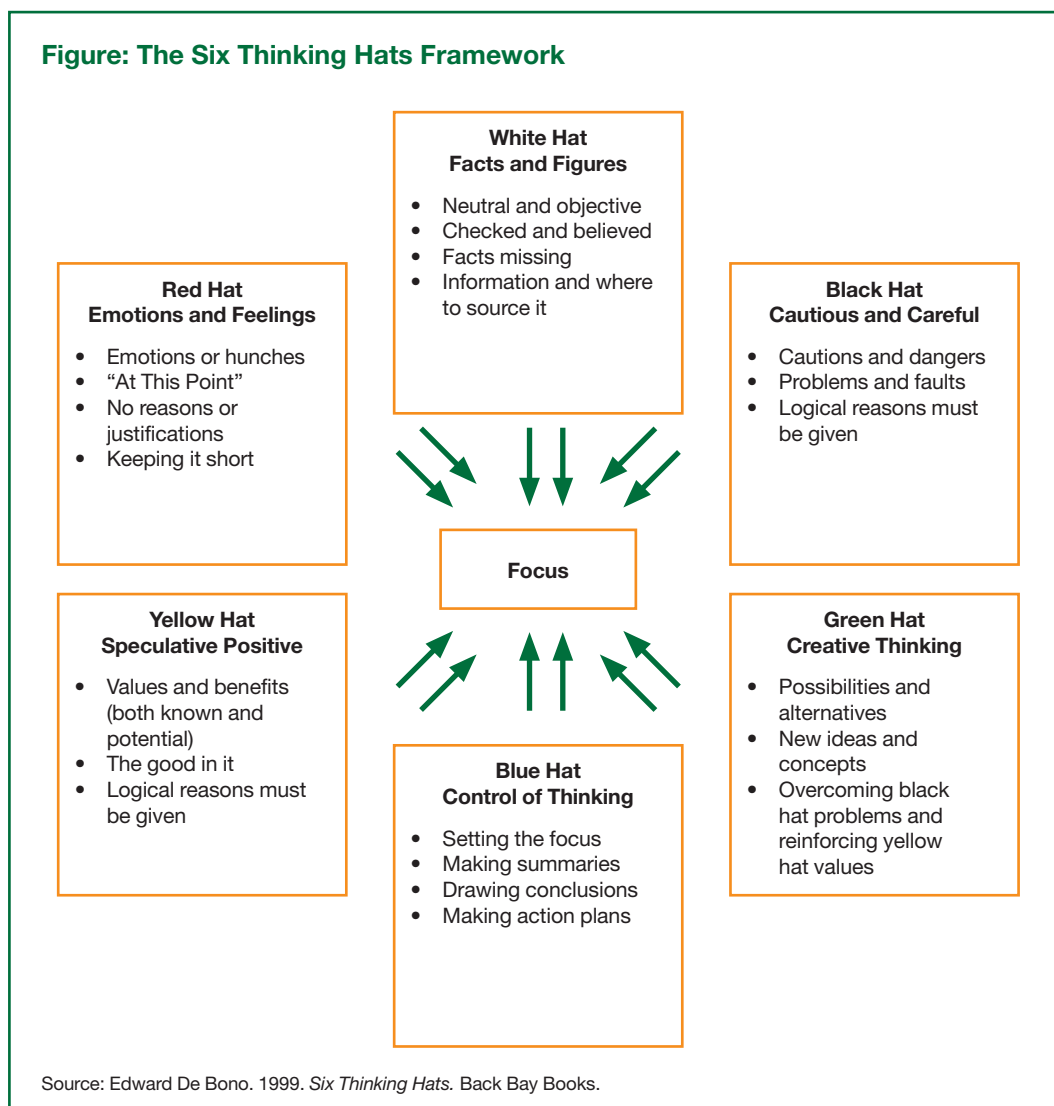 Figure: The Six Thinking Hats Framework
White Hat
Facts and Figures
• Neutral and objective
• Checked and believed
• Facts missing
• Information and where
to source it
Red Hat
Emotions and Feelings
• Emotions or hunches
• “At This Point”
• No reasons or
justifications
• Keeping it short
Black Hat
Cautious and Careful
• Cautions and dangers
• Problems and faults
• Logical reasons must
be given
Focus
Yellow Hat
Speculative Positive
• Values and benefits
(both known and
potential)
• The good in it
• Logical reasons must
be given
Green Hat
Creative Thinking
• Possibilities and
alternatives
• New ideas and
concepts
• Overcoming black
hat problems and
reinforcing yellow
hat values
Blue Hat
Control of Thinking
• Setting the focus
• Making summaries
• Drawing conclusions
• Making action plans
Source: Edward De Bono. 1999. Six Thinking Hats. Back Bay Books.